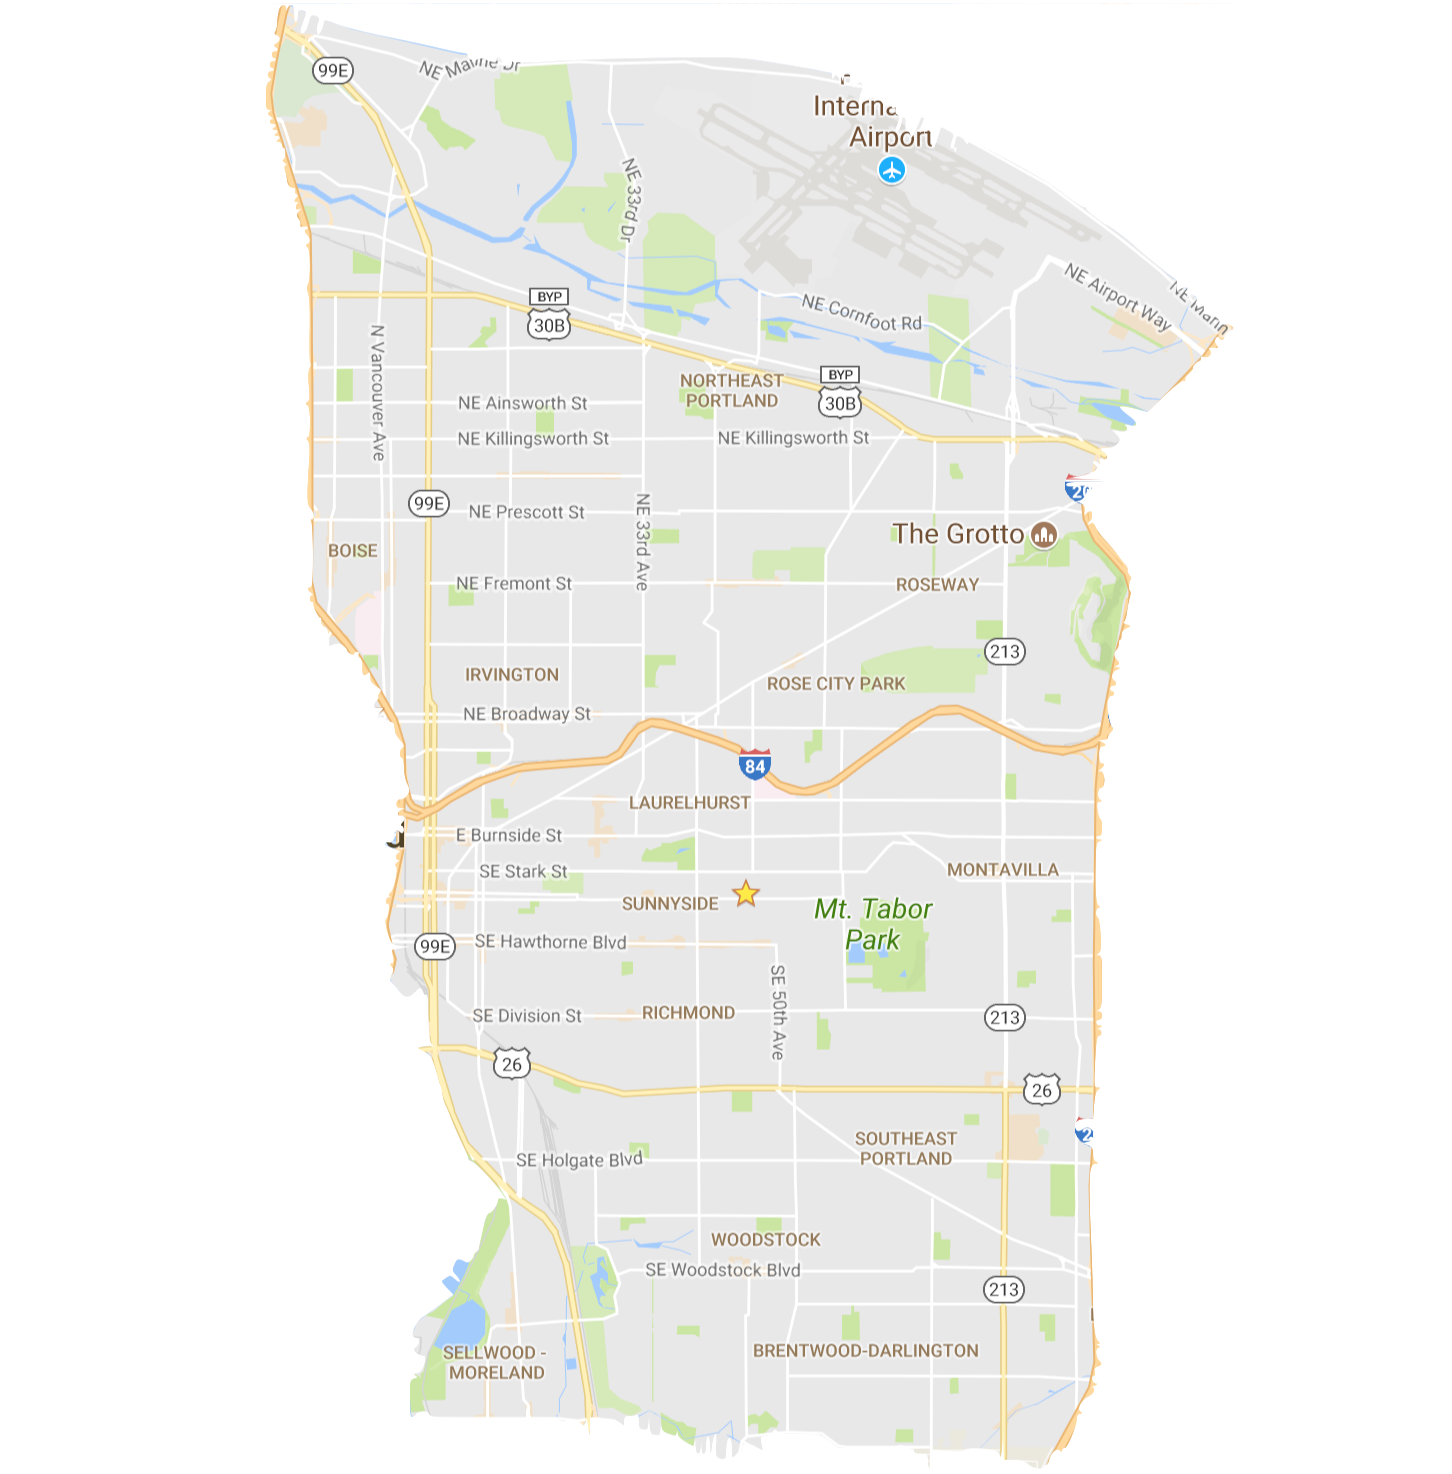 99E
NE Marine Dr
Airport
NE 33rd Dr
NE Airport Way
BYP
30B
NE Cornfoot Rd
N Vancouver Ave
NORTHEAST
PORTLAND
BYP
30B
NE Ainsworth St
NE Killingsworth St
NE Killingsworth St
99E
NE Prescott St
NE 33rd Ave
The Grotto
BOISE
NE Fremont St
ROSEWAY
213
IRVINGTON
ROSE CITY PARK
NE Broadway St
84
LAURELHURST
E Burnside St
SE Stark St
MONTAVILLA
SUNNYSIDE
Mt. Tabor
Park
99E
SE Hawthorne Blvd
SE 50th Ave
RICHMOND
SE Division St
213
26
26
SOUTHEAST
PORTLAND
SE Holgate Blvd
WOODSTOCK
SE Woodstock Blvd
213
SELLWOOD -
MORELAND
BRENTWOOD-DARLINGTON